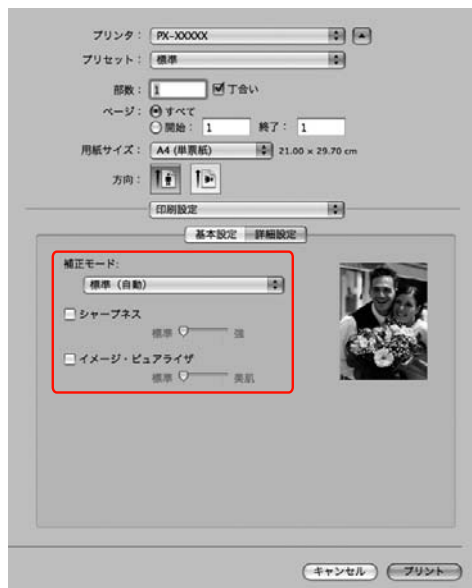 プリンタ： PX-XXXXX
プリセット： 標準
部数： 1 丁合い
ページ： すべて
開始： 1 終了： 1
用紙サイズ： A4 (単票紙) 21.00 x 29.70 cm
方向：
印刷設定
基本設定 詳細設定
補正モード:
標準（自動）
シャープネス
標準 強
イメージ・ピュアライザ
標準 美肌
キャンセル プリント